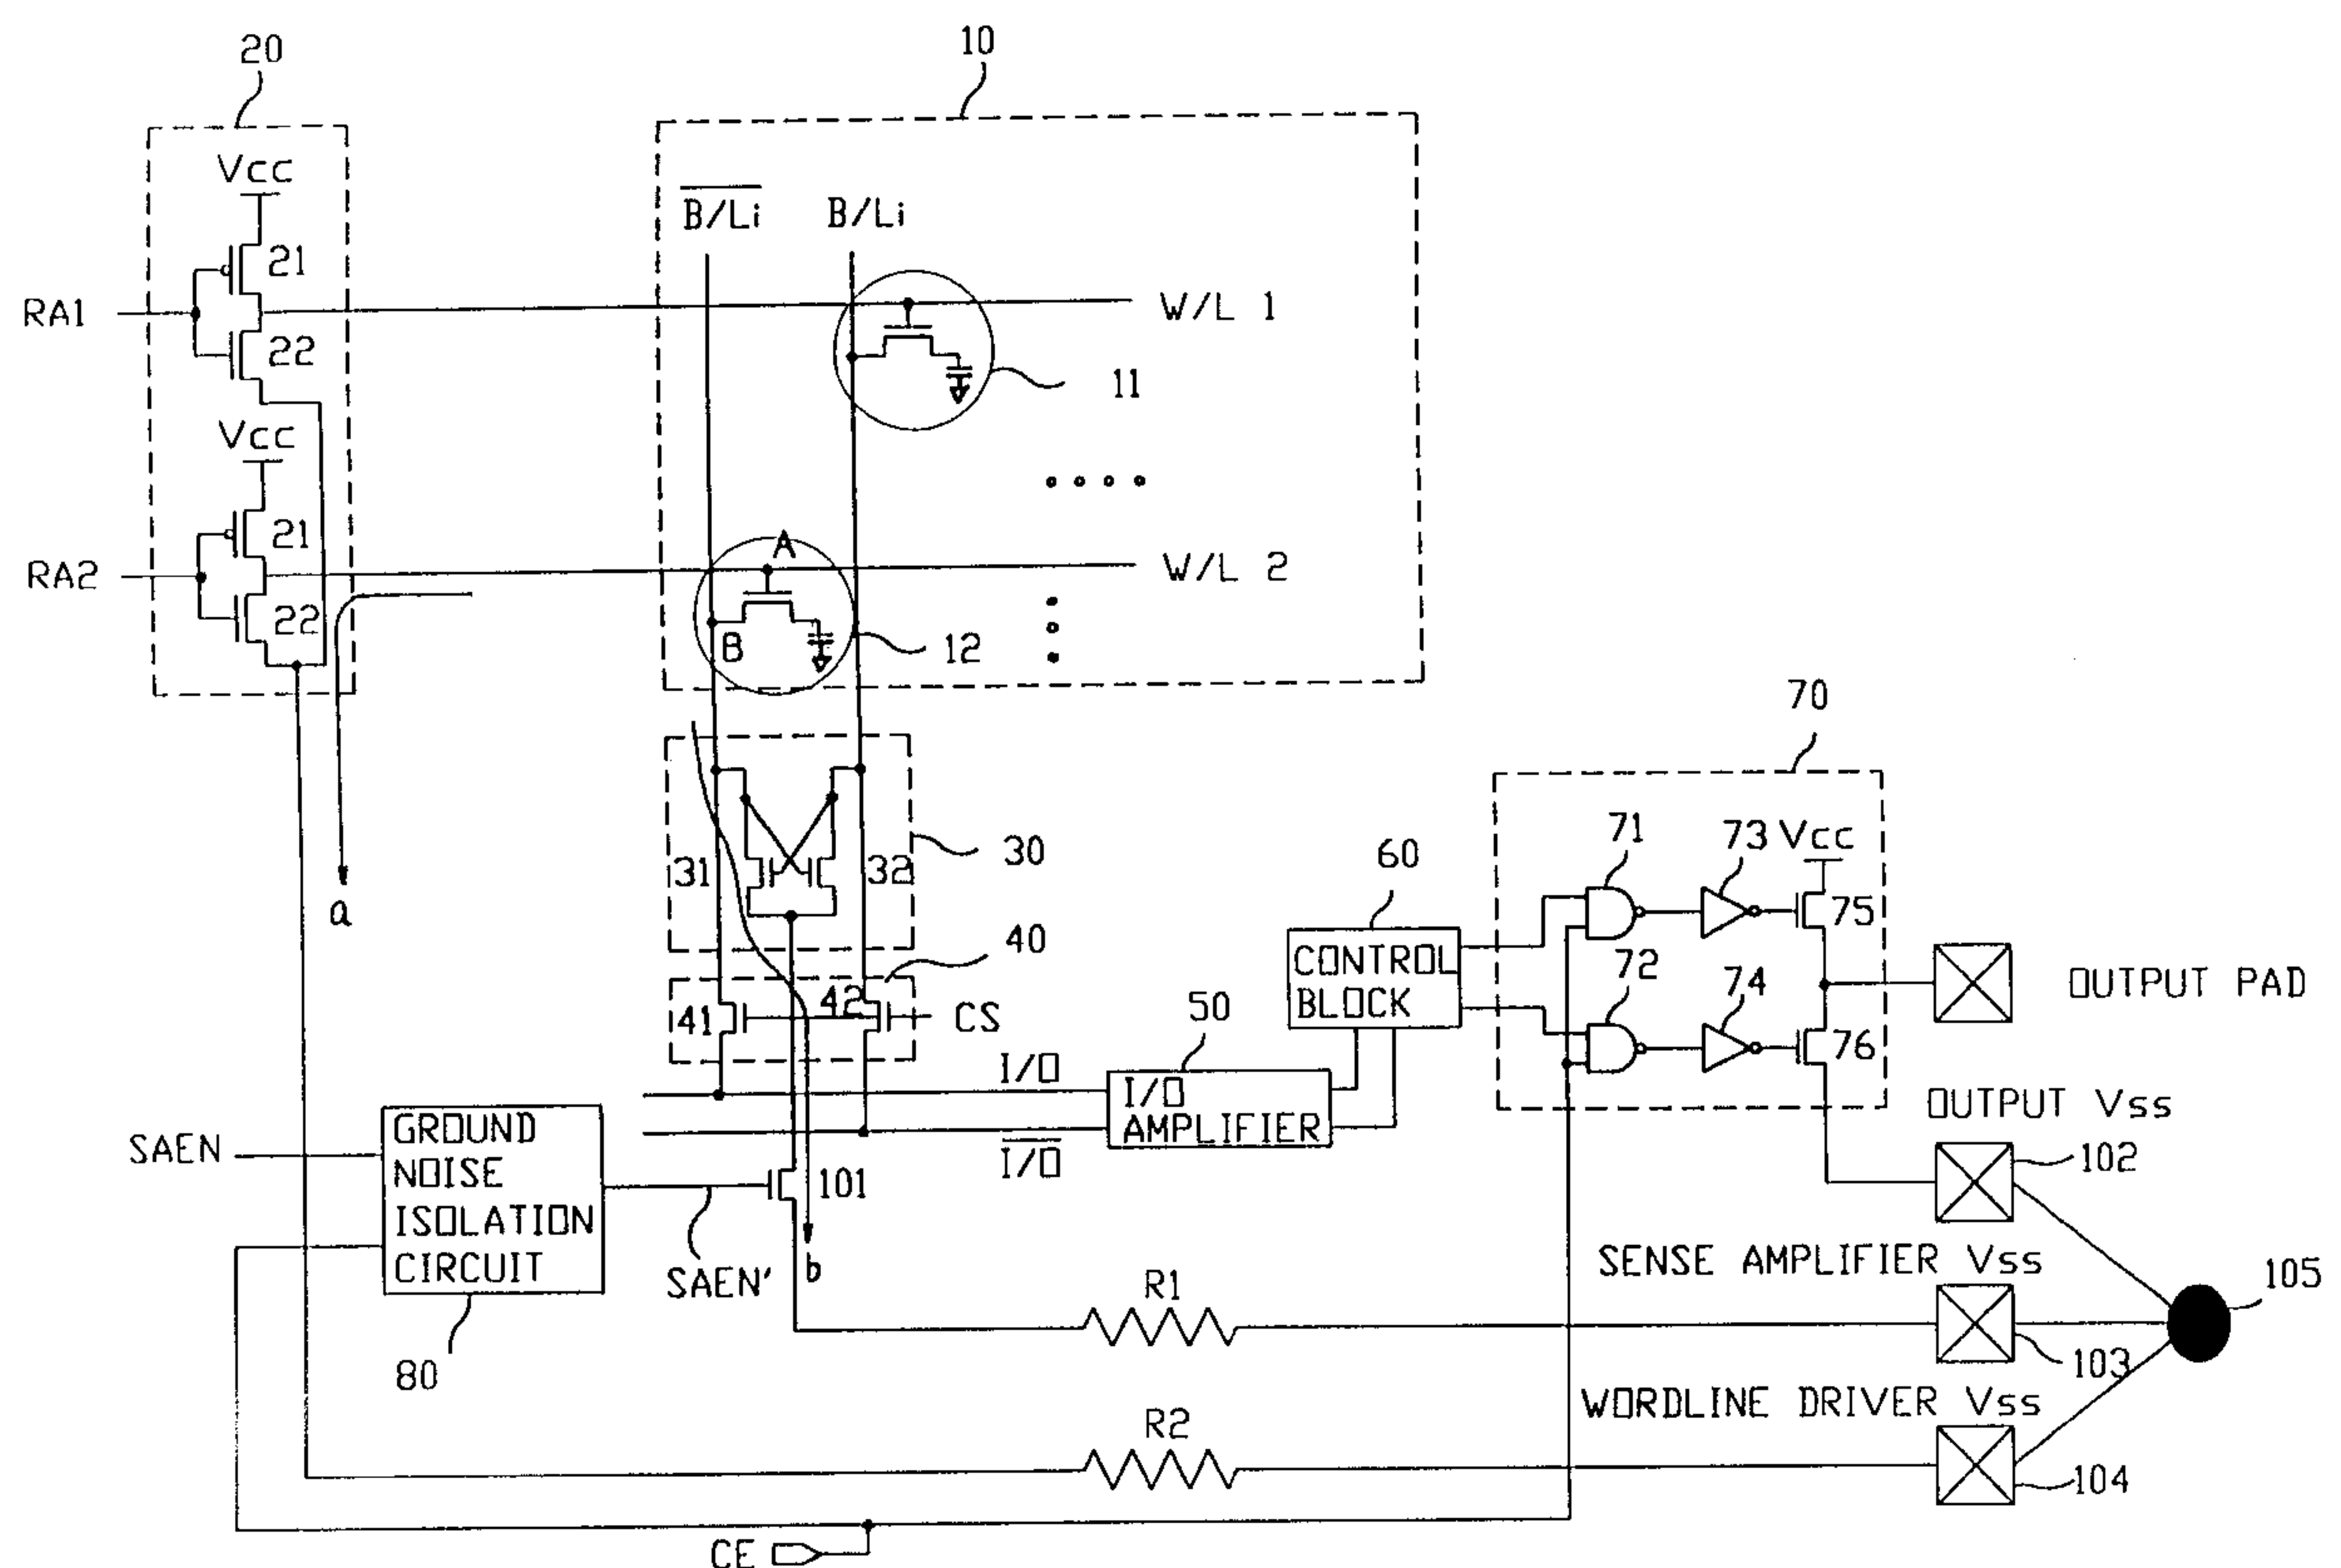 20
10
Vcc
B/Li
B/Li
21
RA1
W/L 1
22
11
Vcc
21
A
RA2
W/L 2
22
B
12
70
31
32
30
60
71
73
Vcc
75
a
40
CONTROL
BLOCK
72
74
OUTPUT PAD
41
42
CS
50
76
I/O
I/O
AMPLIFIER
OUTPUT Vss
GROUND
NOISE
ISOLATION
CIRCUIT
SAEN
I/O
102
101
SAEN'
b
SENSE AMPLIFIER Vss
105
R1
80
103
WORDLINE DRIVER Vss
R2
104
CE